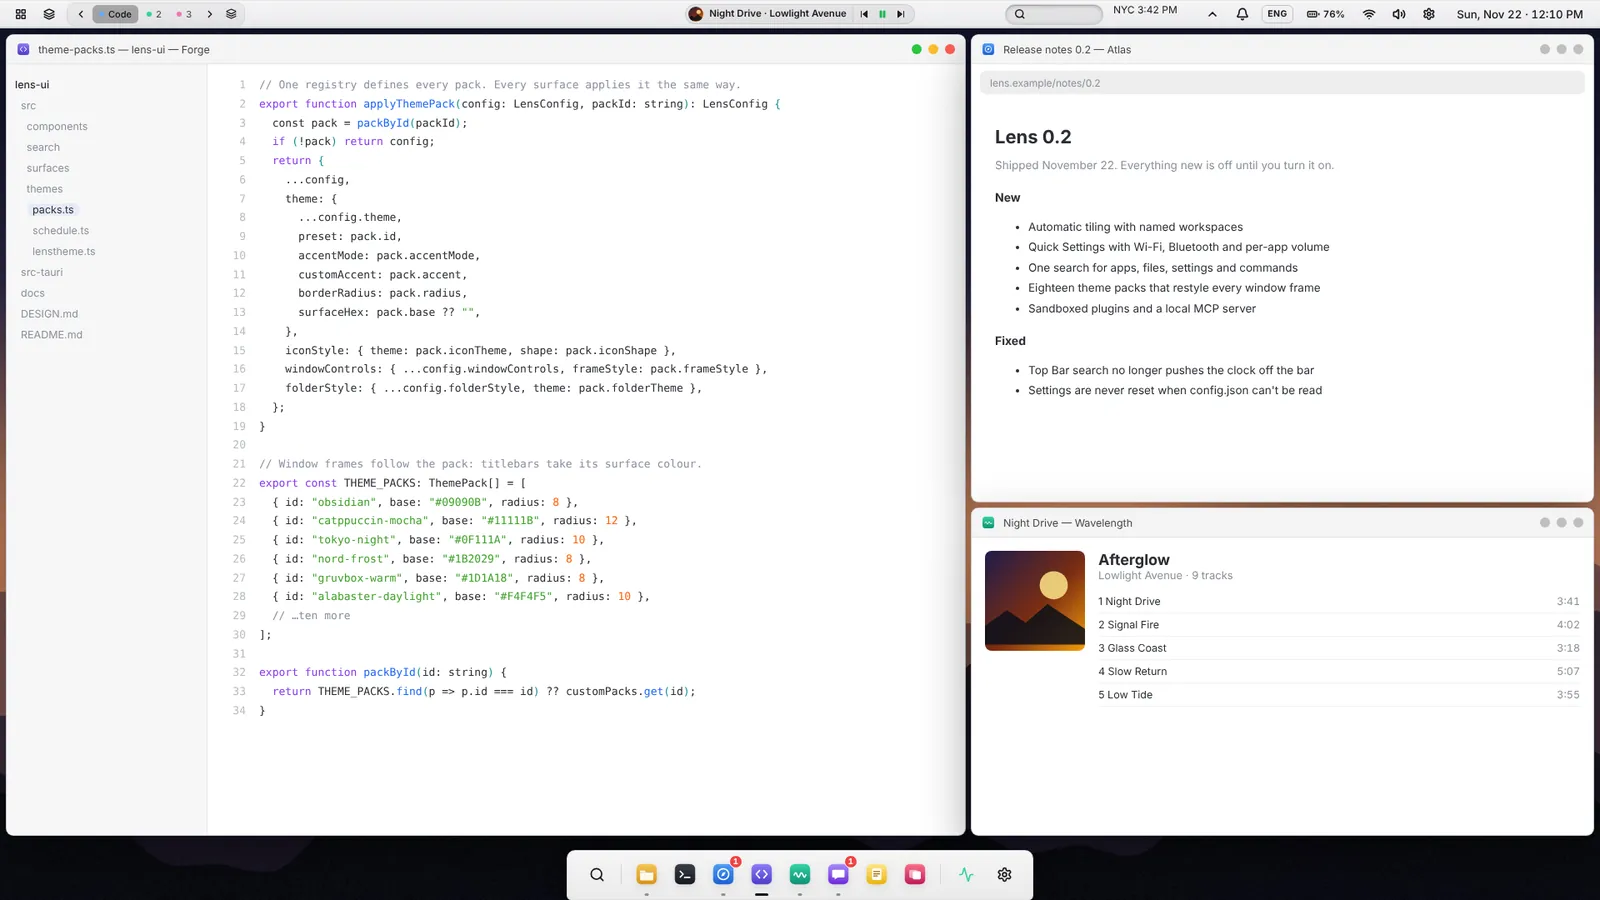 Code
2
3
Night Drive · Lowlight Avenue
NYC 3:42 PM
ENG
76%
Sun, Nov 22 · 12:10 PM
theme-packs.ts — lens-ui — Forge
lens-ui
src
components
search
surfaces
themes
packs.ts
schedule.ts
lenstheme.ts
src-tauri
docs
DESIGN.md
README.md
1 // One registry defines every pack. Every surface applies it the same way.
2 export function applyThemePack(config: LensConfig, packId: string): LensConfig {
3 const pack = packById(packId);
4 if (!pack) return config;
5 return {
6 ...config,
7 theme: {
8 ...config.theme,
9 preset: pack.id,
10 accentMode: pack.accentMode,
11 customAccent: pack.accent,
12 borderRadius: pack.radius,
13 surfaceHex: pack.base ?? "",
14 },
15 iconStyle: { theme: pack.iconTheme, shape: pack.iconShape },
16 windowControls: { ...config.windowControls, frameStyle: pack.frameStyle },
17 folderStyle: { ...config.folderStyle, theme: pack.folderTheme },
18 };
19 }
20
21 // Window frames follow the pack: titlebars take its surface colour.
22 export const THEME_PACKS: ThemePack[] = [
23 { id: "obsidian", base: "#09090B", radius: 8 },
24 { id: "catppuccin-mocha", base: "#11111B", radius: 12 },
25 { id: "tokyo-night", base: "#0F111A", radius: 10 },
26 { id: "nord-frost", base: "#1B2029", radius: 8 },
27 { id: "gruvbox-warm", base: "#1D1A18", radius: 8 },
28 { id: "alabaster-daylight", base: "#F4F4F5", radius: 10 },
29 // …ten more
30 ];
31
32 export function packById(id: string) {
33 return THEME_PACKS.find(p => p.id === id) ?? customPacks.get(id);
34 }
Release notes 0.2 — Atlas
lens.example/notes/0.2
Lens 0.2
Shipped November 22. Everything new is off until you turn it on.
New
• Automatic tiling with named workspaces
• Quick Settings with Wi-Fi, Bluetooth and per-app volume
• One search for apps, files, settings and commands
• Eighteen theme packs that restyle every window frame
• Sandboxed plugins and a local MCP server
Fixed
• Top Bar search no longer pushes the clock off the bar
• Settings are never reset when config.json can't be read
Night Drive — Wavelength
Afterglow
Lowlight Avenue · 9 tracks
1 Night Drive 3:41
2 Signal Fire 4:02
3 Glass Coast 3:18
4 Slow Return 5:07
5 Low Tide 3:55
1
1